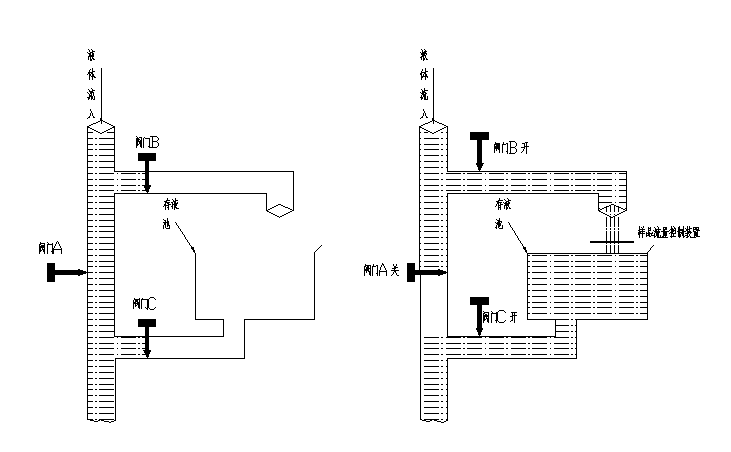 液体流入
阀门B
存液
池
阀门A
阀门C
液体流入
阀门B 开
存液
池
样品流量控制装置
阀门A 关
阀门C 开